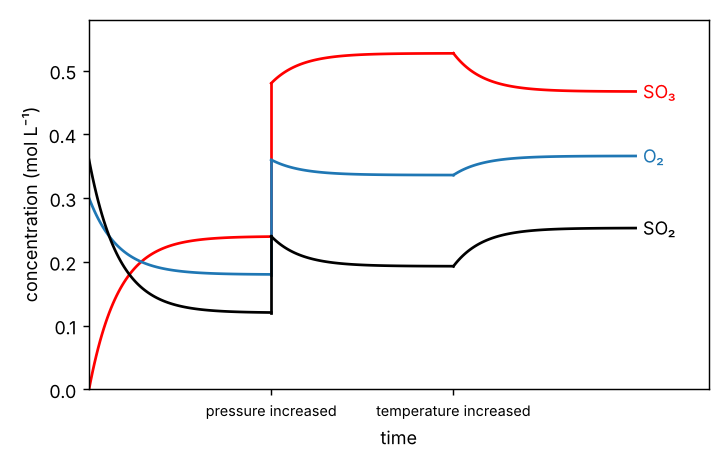 concentration (mol L⁻¹)
0.5
0.4
0.3
0.2
0.1
0.0
SO₃
O₂
SO₂
pressure increased
temperature increased
time